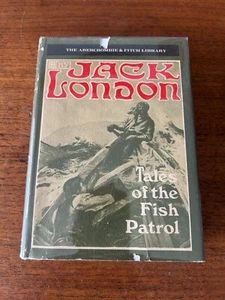 THE ABERCROMBIE & FITCH LIBRARY
JACK
LONDON
Tales
of the
Fish
Patrol